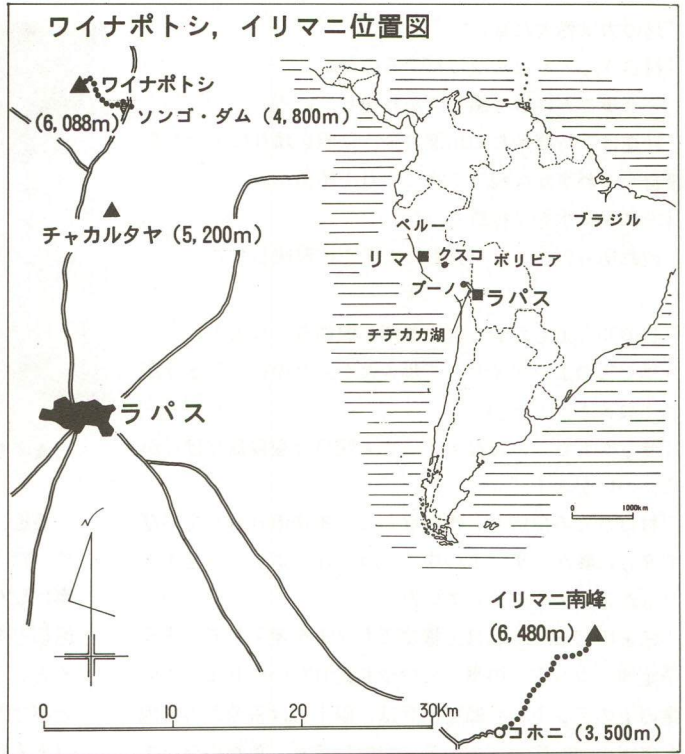 ワイナポトシ，イリマニ位置図
ワイナポトシ
(6,088m)
ソンゴ・ダム (4,800m)
チャカルタヤ (5,200m)
ラパス
N
0 10 20 30Km
ペルー
ブラジル
リマ
クスコ
ボリビア
プーノ
ラパス
チチカカ湖
0 1000km
イリマニ南峰
(6,480m)
コホニ (3,500m)